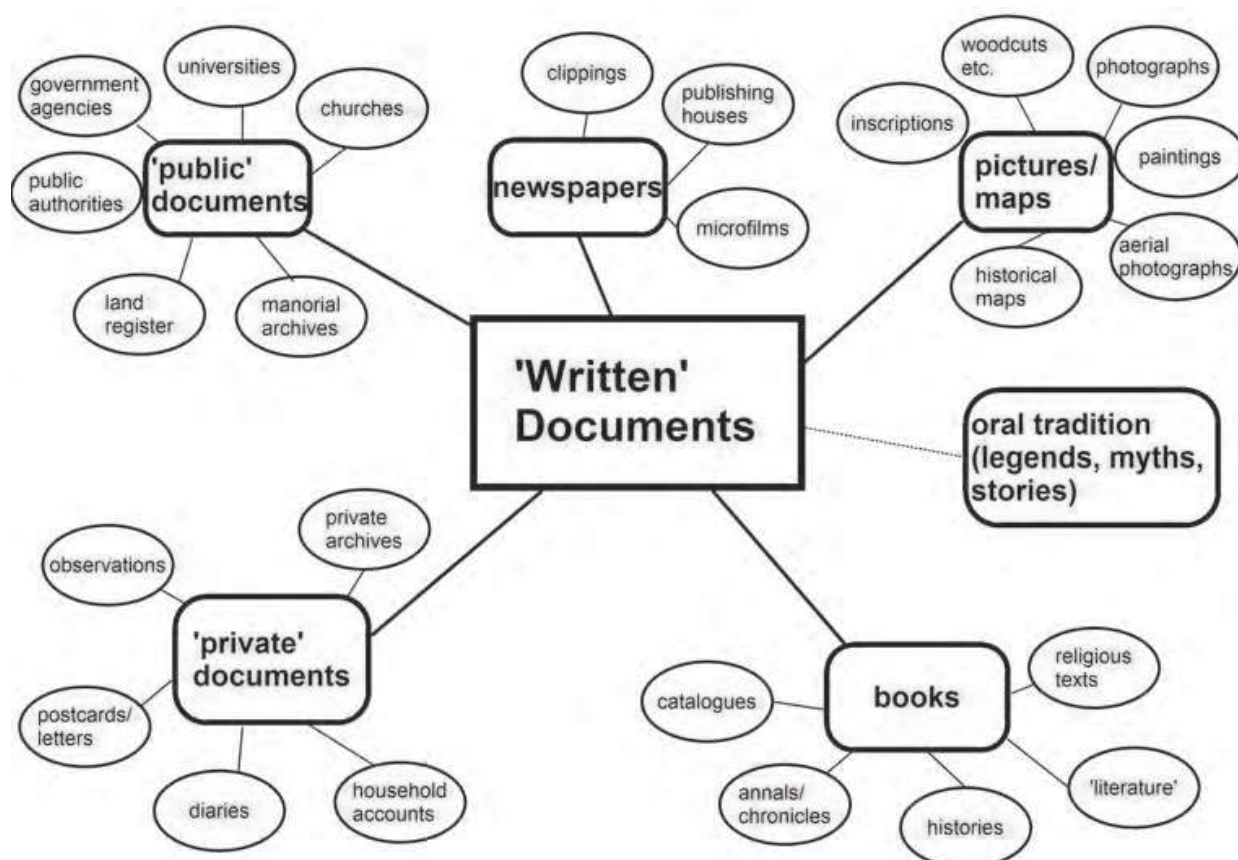 universities
government
agencies
churches
'public'
documents
public
authorities
land
register
manorial
archives
clippings
publishing
houses
newspapers
microfilms
woodcuts
etc.
photographs
inscriptions
pictures/
maps
paintings
aerial
photographs
historical
maps
'Written'
Documents
oral tradition
(legends, myths,
stories)
private
archives
observations
'private'
documents
postcards/
letters
diaries
household
accounts
religious
texts
catalogues
books
annals/
chronicles
'literature'
histories